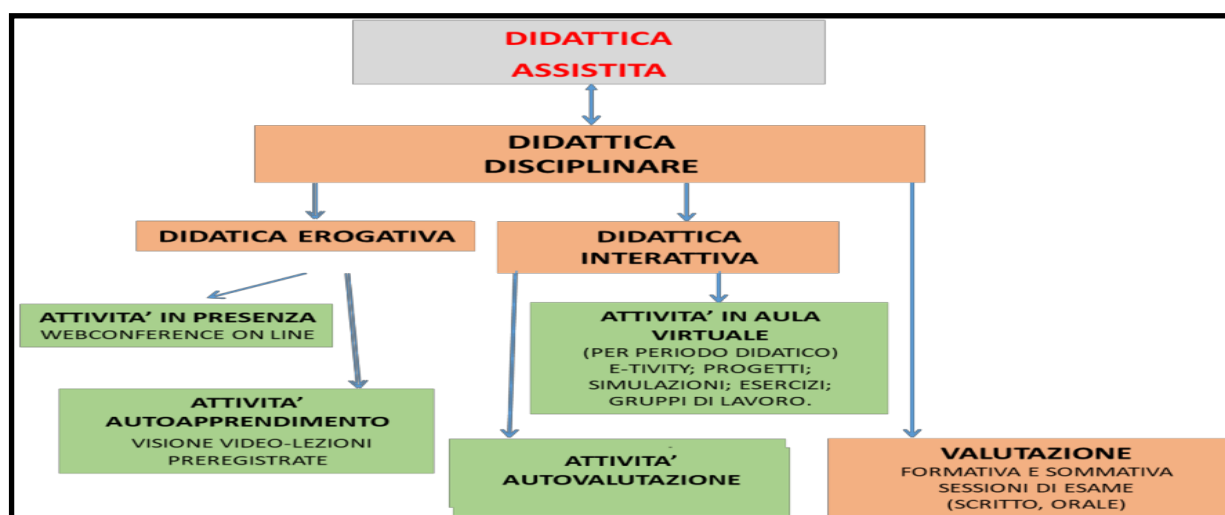 DIDATTICA
ASSISTITA
DIDATTICA
DISCIPLINARE
DIDATICA EROGATIVA
DIDATTICA
INTERATTIVA
ATTIVITA’ IN PRESENZA
WEBCONFERENCE ON LINE
ATTIVITA’ IN AULA
VIRTUALE
(PER PERIODO DIDATICO)
E-TIVITY; PROGETTI;
SIMULAZIONI; ESERCIZI;
GRUPPI DI LAVORO.
ATTIVITA’
AUTOAPPRENDIMENTO
VISIONE VIDEO-LEZIONI
PREREGISTRATE
ATTIVITA’
AUTOVALUTAZIONE
VALUTAZIONE
FORMATIVA E SOMMATIVA
SESSIONI DI ESAME
(SCRITTO, ORALE)